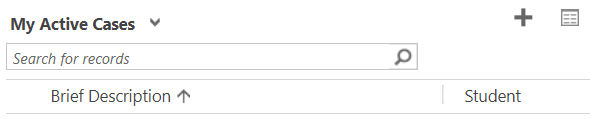 My Active Cases
Search for records
Brief Description Student